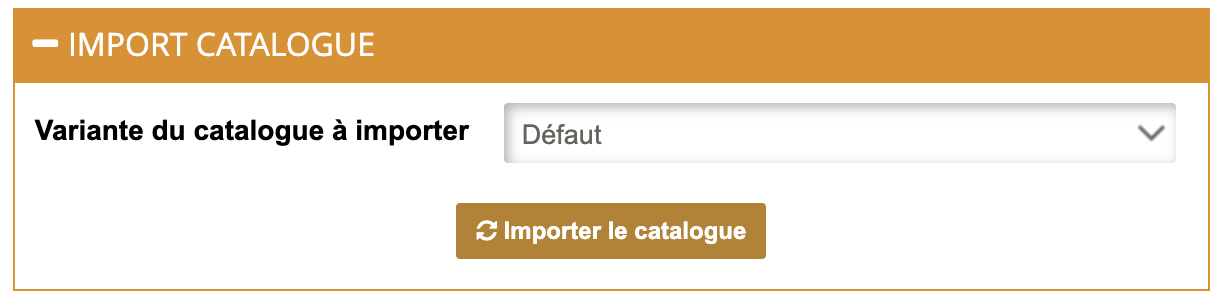 IMPORT CATALOGUE
Variante du catalogue à importer
Défaut
Importer le catalogue